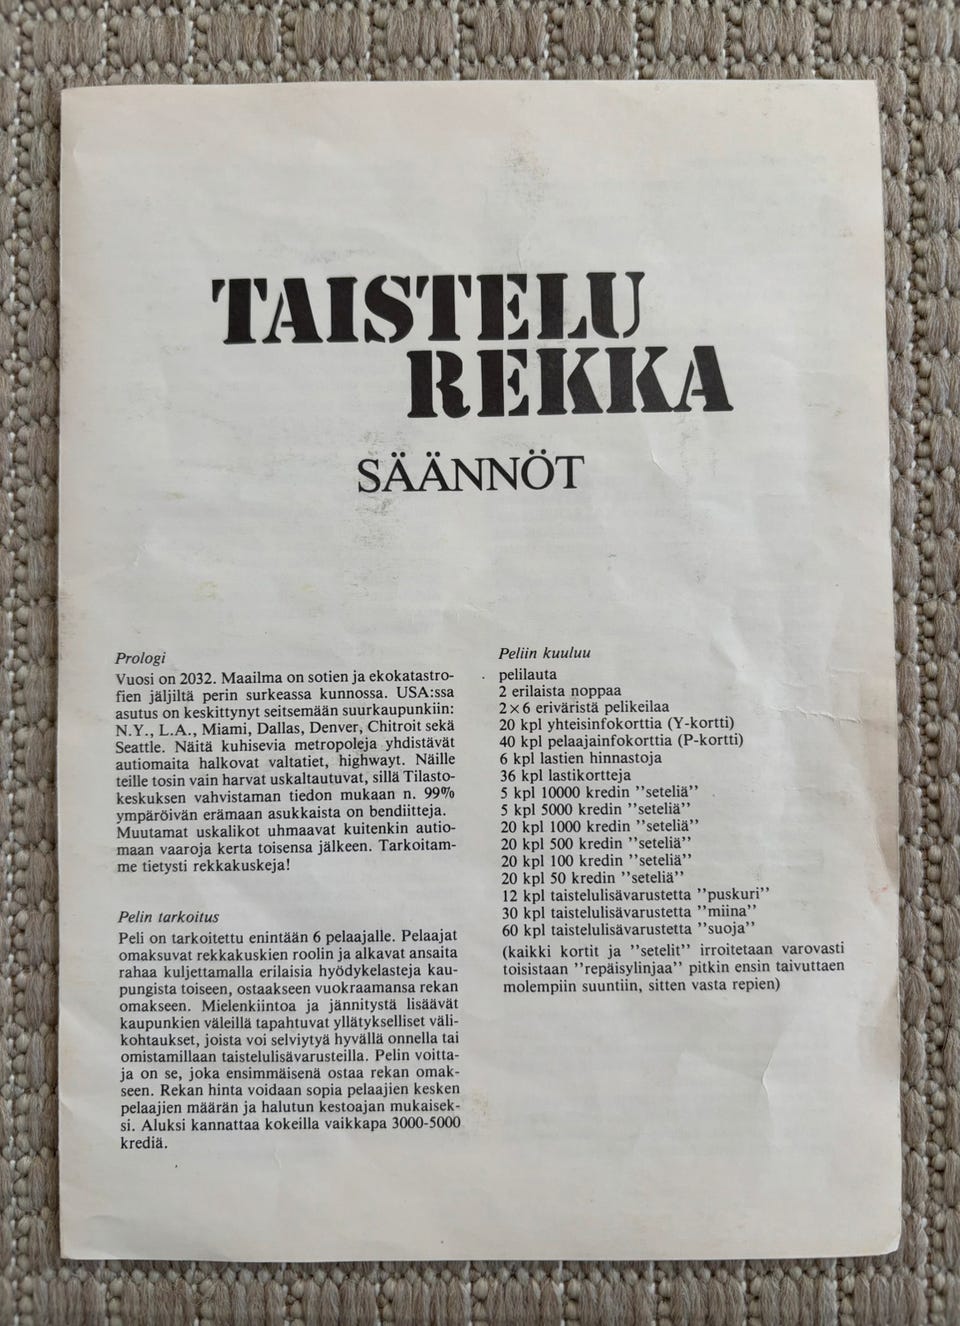 TAISTELU
REKKA
SÄÄNNÖT
Prologi
Vuosi on 2032. Maailma on sotien ja ekokatastro-
fien jäljiltä perin surkeassa kunnossa. USA:ssa
asutus on keskittynyt seitsemään suurkaupunkiin:
N.Y., L.A., Miami, Dallas, Denver, Chitroit sekä
Seattle. Näitä kuhisevia metropoleja yhdistävät
autiomaita halkovat valtatiet, highwayt. Näille
teille tosin vain harvat uskaltautuvat, sillä Tilasto-
keskuksen vahvistaman tiedon mukaan n. 99%
ympäröivän erämaan asukkaista on bendiittejä.
Muutamat uskalikot uhmaavat kuitenkin autio-
maan vaaroja kerta toisensa jälkeen. Tarkoitam-
me tietysti rekkakuskeja!
Pelin tarkoitus
Peli on tarkoitettu enintään 6 pelaajalle. Pelaajat
omaksuvat rekkakuskien roolin ja alkavat ansaita
rahaa kuljettamalla erilaisia hyödykelasteja kau-
pungista toiseen, ostaakseen vuokraamansa rekan
omakseen. Mielenkiintoa ja jännitystä lisäävät
kaupunkien väleillä tapahtuvat yllätykselliset väli-
kohtaukset, joista voi selviytyä hyvällä onnella tai
omistamillaan taistelulisävarusteilla. Pelin voitta-
ja on se, joka ensimmäisenä ostaa rekan omak-
seen. Rekan hinta voidaan sopia pelaajien kesken
pelaajien määrän ja halutun kestoajan mukaisek-
si. Aluksi kannattaa kokeilla vaikkapa 3000-5000
krediä.
Peliin kuuluu
pelilauta
2 erilaista noppaa
2×6 eriväristä pelikeilaa
20 kpl yhteisinfokorttia (Y-kortti)
40 kpl pelaajainfokorttia (P-kortti)
6 kpl lastien hinnastoja
36 kpl lastikortteja
5 kpl 10000 kredin ''seteliä''
5 kpl 5000 kredin ''seteliä''
20 kpl 1000 kredin ''seteliä''
20 kpl 500 kredin ''seteliä''
20 kpl 100 kredin ''seteliä''
20 kpl 50 kredin ''seteliä''
12 kpl taistelulisävarustetta ''puskuri''
30 kpl taistelulisävarustetta ''miina''
60 kpl taistelulisävarustetta ''suoja''
(kaikki kortit ja ''setelit'' irroitetaan varovasti
toisistaan ''repäisylinjaa'' pitkin ensin taivuttaen
molempiin suuntiin, sitten vasta repien)